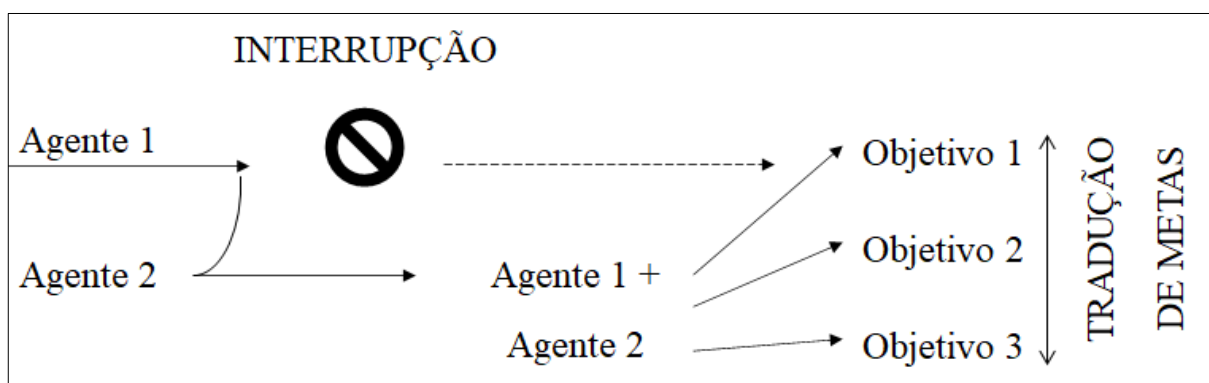 INTERRUPÇÃO
Agente 1
Objetivo 1
Objetivo 2
Agente 2
Agente 1 +
Agente 2
Objetivo 3
TRADUÇÃO
DE METAS